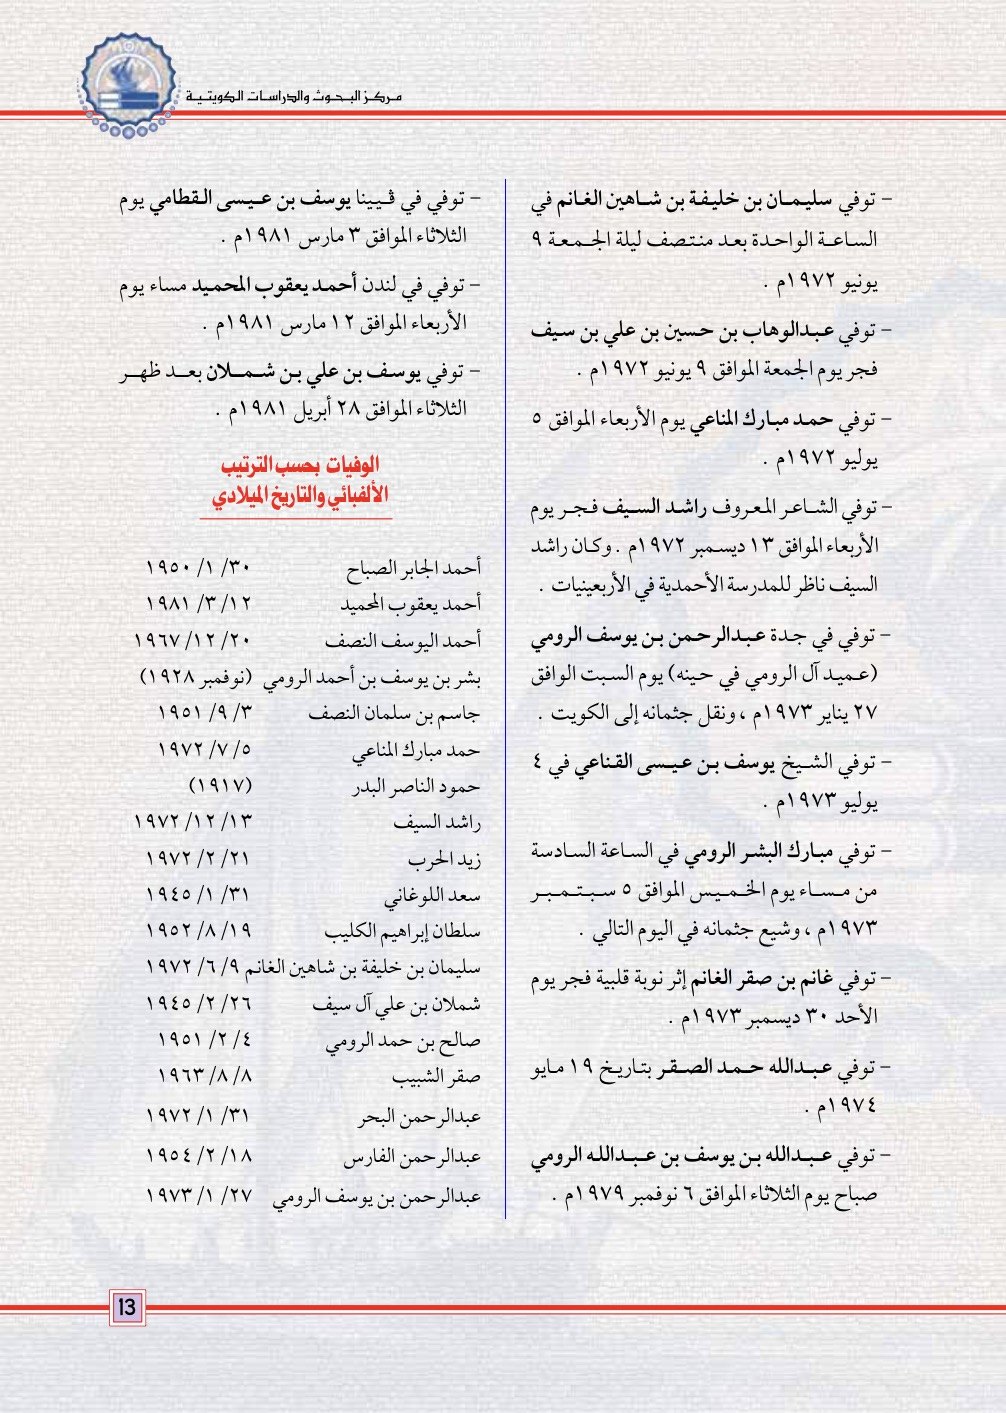 مركز البحوث والدراسات الكويتية
- توفي سليمان بن خليفة بن شاهين الغانم في
الساعة الواحدة بعد منتصف ليلة الجمعة ٩
يونيو ١٩٧٢م .
- توفي عبدالوهاب بن حسين بن علي بن سيف
فجر يوم الجمعة الموافق ٩ يونيو ١٩٧٢م .
- توفي حمد مبارك المناعي يوم الأربعاء الموافق ٥
يوليو ١٩٧٢م .
- توفي الشاعر المعروف راشد السيف فجر يوم
الأربعاء الموافق ١٣ ديسمبر ١٩٧٢م . وكان راشد
السيف ناظر للمدرسة الأحمدية في الأربعينيات .
- توفي في جدة عبدالرحمن بن يوسف الرومي
(عميد آل الرومي في حينه) يوم السبت الوافق
٢٧ يناير ١٩٧٣م ، ونقل جثمانه إلى الكويت .
- توفي الشيخ يوسف بن عيسى القناعي في ٤
يوليو ١٩٧٣م .
- توفي مبارك البشر الرومي في الساعة السادسة
من مساء يوم الخميس الموافق ٥ سبتمبر
١٩٧٣م ، وشيع جثمانه في اليوم التالي .
- توفي غانم بن صقر الغانم إثر نوبة قلبية فجر يوم
الأحد ٣٠ ديسمبر ١٩٧٣م .
- توفي عبدالله حمد الصقر بتاريخ ١٩ مايو
١٩٧٤م .
- توفي عبدالله بن يوسف بن عبدالله الرومي
صباح يوم الثلاثاء الموافق ٦ نوفمبر ١٩٧٩م .
- توفي في ڤيينا يوسف بن عيسى القطامي يوم
الثلاثاء الموافق ٣ مارس ١٩٨١م .
- توفي في لندن أحمد يعقوب المحميد مساء يوم
الأربعاء الموافق ١٢ مارس ١٩٨١م .
- توفي يوسف بن علي بن شملان بعد ظهر
الثلاثاء الموافق ٢٨ أبريل ١٩٨١م .
الوفيات بحسب الترتيب
الألفبائي والتاريخ الميلادي
أحمد الجابر الصباح ٣٠/ ١/ ١٩٥٠
أحمد يعقوب المحميد ١٢/ ٣/ ١٩٨١
أحمد اليوسف النصف ٢٠/ ١٢/ ١٩٦٧
بشر بن يوسف بن أحمد الرومي (نوفمبر ١٩٢٨)
جاسم بن سلمان النصف ٣/ ٩/ ١٩٥١
حمد مبارك المناعي ٥/ ٧/ ١٩٧٢
حمود الناصر البدر (١٩١٧)
راشد السيف ١٣/ ١٢/ ١٩٧٢
زيد الحرب ٢١/ ٢/ ١٩٧٢
سعد اللوغاني ٣١/ ١/ ١٩٤٥
سلطان إبراهيم الكليب ١٩/ ٨/ ١٩٥٢
سليمان بن خليفة بن شاهين الغانم ٩/ ٦/ ١٩٧٢
شملان بن علي آل سيف ٢٦/ ٢/ ١٩٤٥
صالح بن حمد الرومي ٤/ ٢/ ١٩٥١
صقر الشبيب ٨/ ٨/ ١٩٦٣
عبدالرحمن البحر ٣١/ ١/ ١٩٧٢
عبدالرحمن الفارس ١٨/ ٢/ ١٩٥٤
عبدالرحمن بن يوسف الرومي ٢٧/ ١/ ١٩٧٣
13